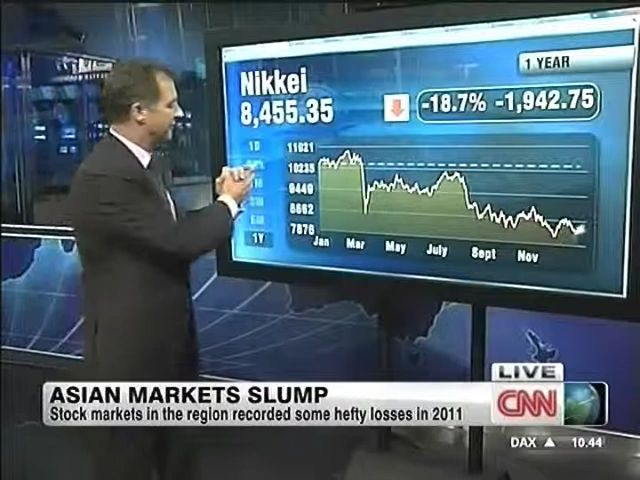 1 YEAR
Nikkei
8,455.35
-18.7% -1,942.75
1D
1Y
11021
10235
9449
8662
7876
Jan Mar May July Sept Nov
LIVE
CNN
ASIAN MARKETS SLUMP
Stock markets in the region recorded some hefty losses in 2011
DAX ▲ 10.44